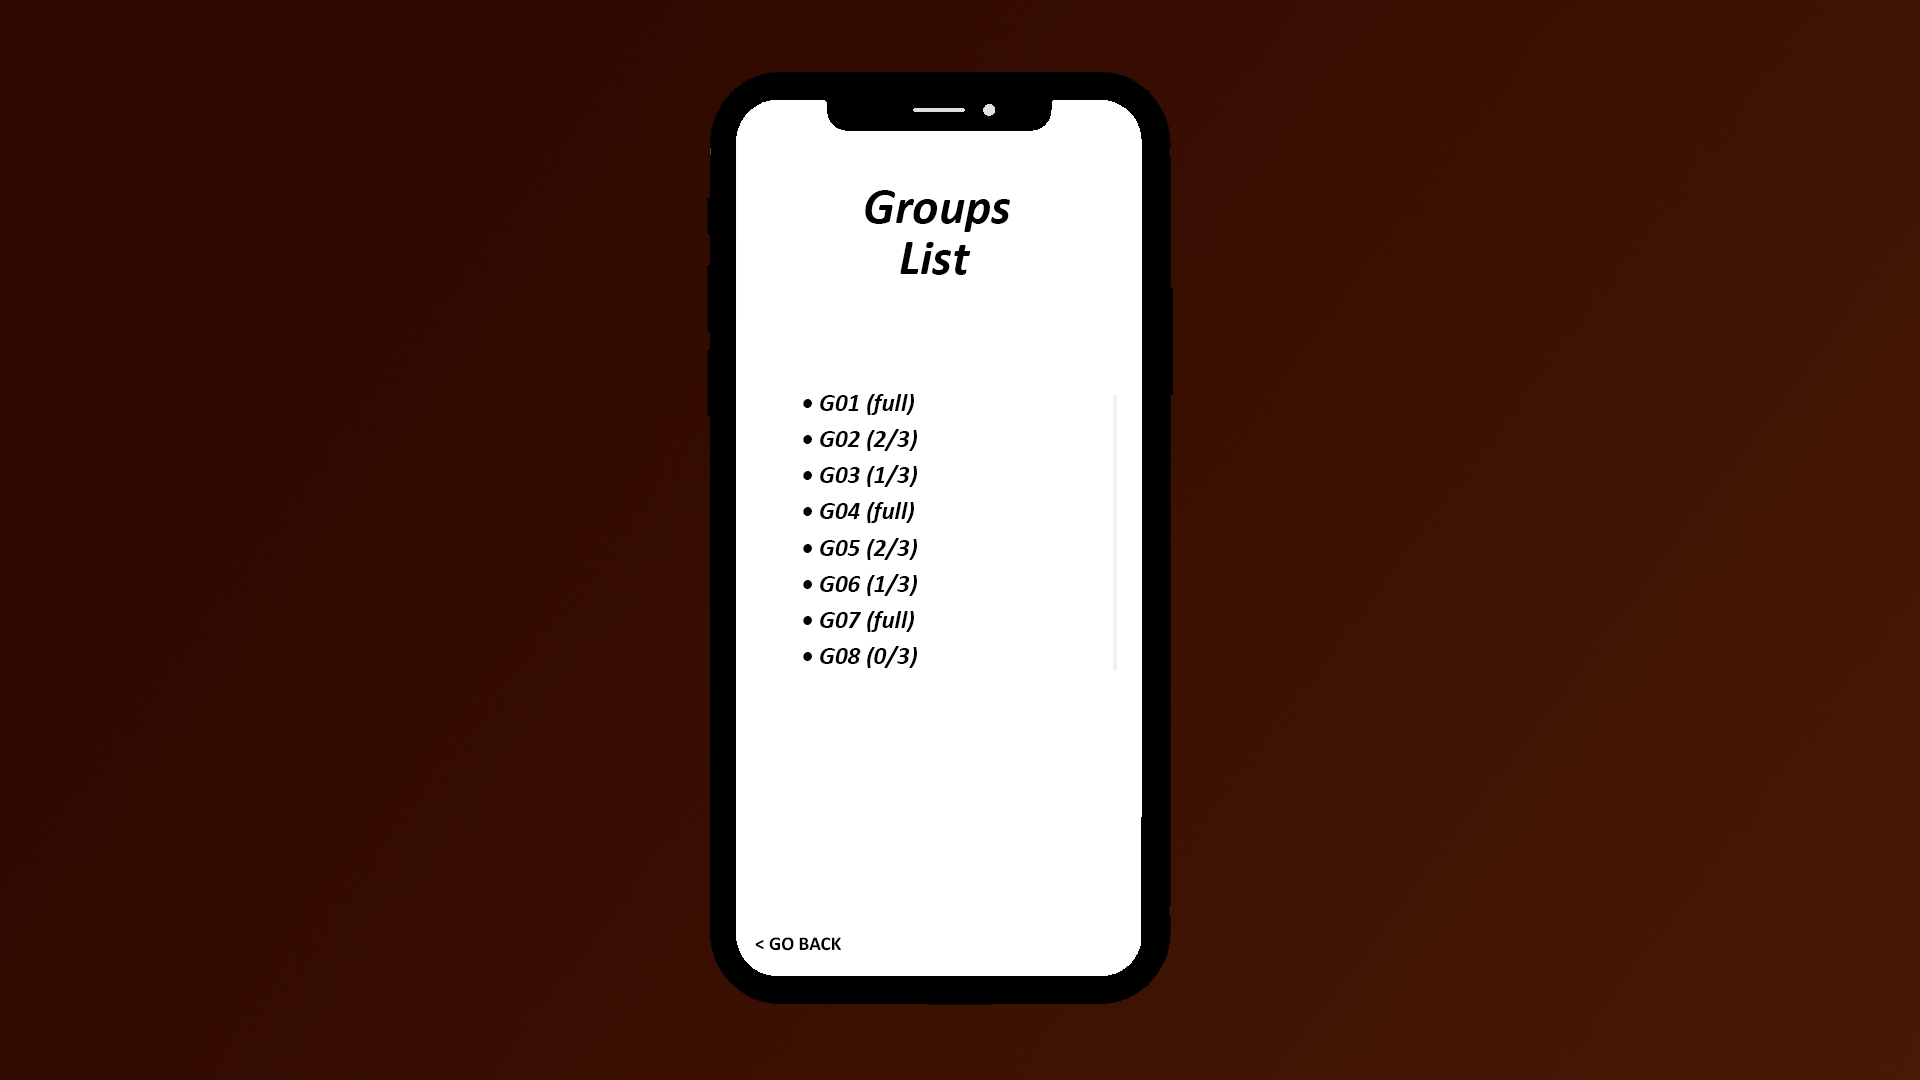 Groups
List
• G01 (full)
• G02 (2/3)
• G03 (1/3)
• G04 (full)
• G05 (2/3)
• G06 (1/3)
• G07 (full)
• G08 (0/3)
< GO BACK